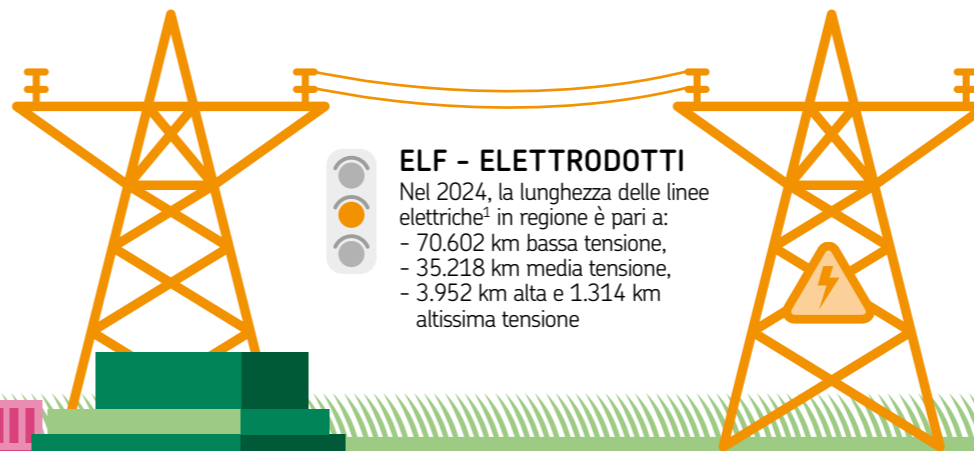 ELF - ELETTRODOTTI
Nel 2024, la lunghezza delle linee
elettriche¹ in regione è pari a:
- 70.602 km bassa tensione,
- 35.218 km media tensione,
- 3.952 km alta e 1.314 km
altissima tensione